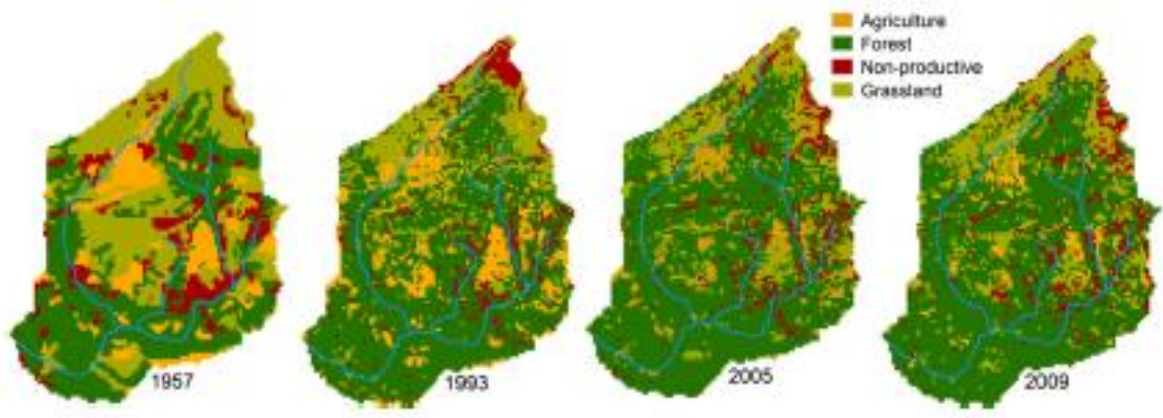 Agriculture
Forest
Non-productive
Grassland
1957
1993
2005
2009